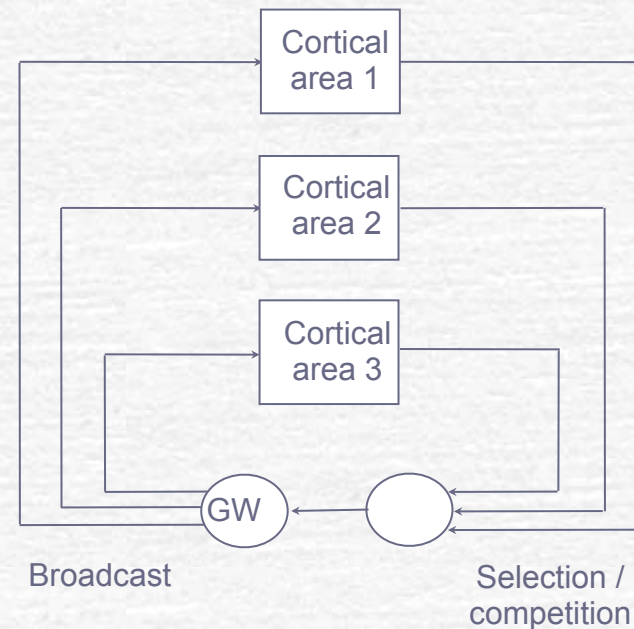 Cortical
area 1
Cortical
area 2
Cortical
area 3
GW
Broadcast
Selection /
competition